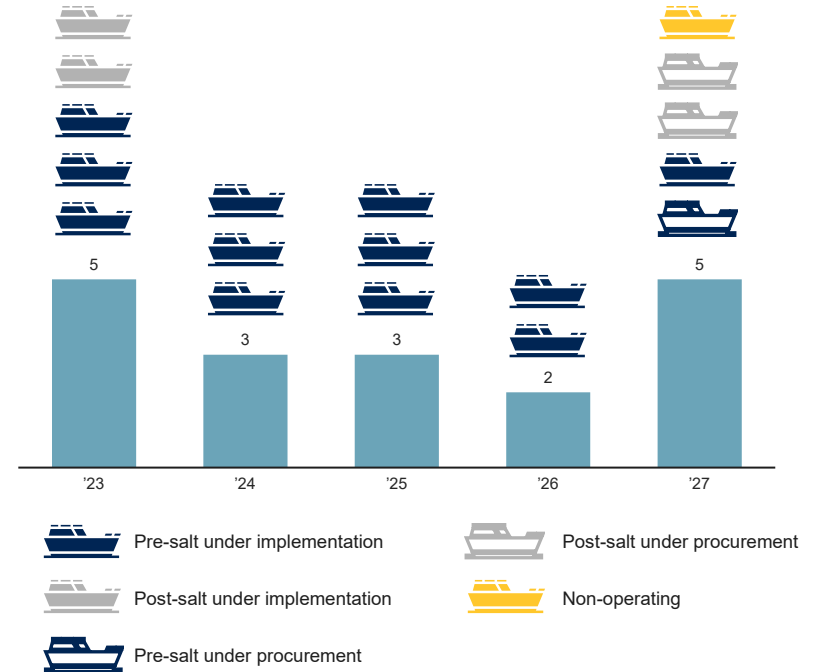 5
3
3
2
5
’23
’24
’25
’26
’27
Pre-salt under implementation
Post-salt under procurement
Post-salt under implementation
Non-operating
Pre-salt under procurement